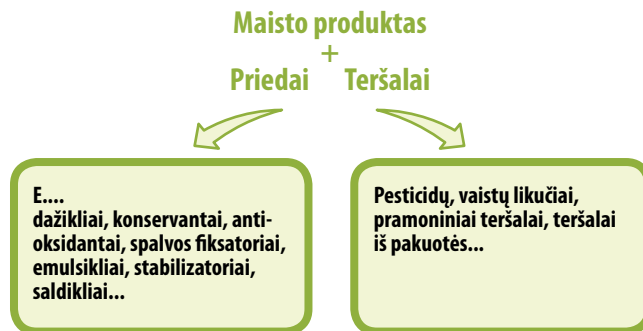 Maisto produktas
+
Priedai Teršalai
E....
dažikliai, konservantai, anti-
oksidantai, spalvos fiksatoriai,
emulsikliai, stabilizatoriai,
saldikliai...
Pesticidų, vaistų likučiai,
pramoniniai teršalai, teršalai
iš pakuotės...